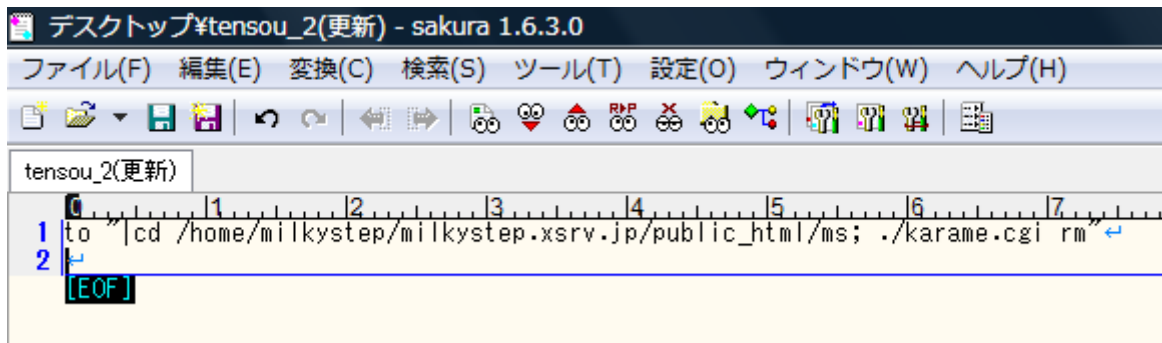 デスクトップ¥tensou_2(更新) - sakura 1.6.3.0
ファイル(F) 編集(E) 変換(C) 検索(S) ツール(T) 設定(O) ウィンドウ(W) ヘルプ(H)
tensou_2(更新)
0 1 2 3 4 5 6 7
1 to "|cd /home/milkystep/milkystep.xsrv.jp/public_html/ms; ./karame.cgi rm"↵
2 ↵
[EOF]